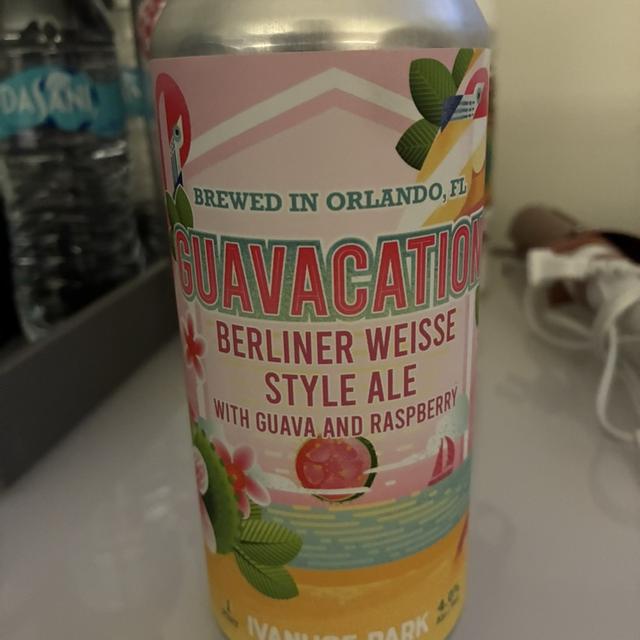 DASANI
BREWED IN ORLANDO, FL
GUAVACATION
BERLINER WEISSE
STYLE ALE
WITH GUAVA AND RASPBERRY
IVANHOE PARK